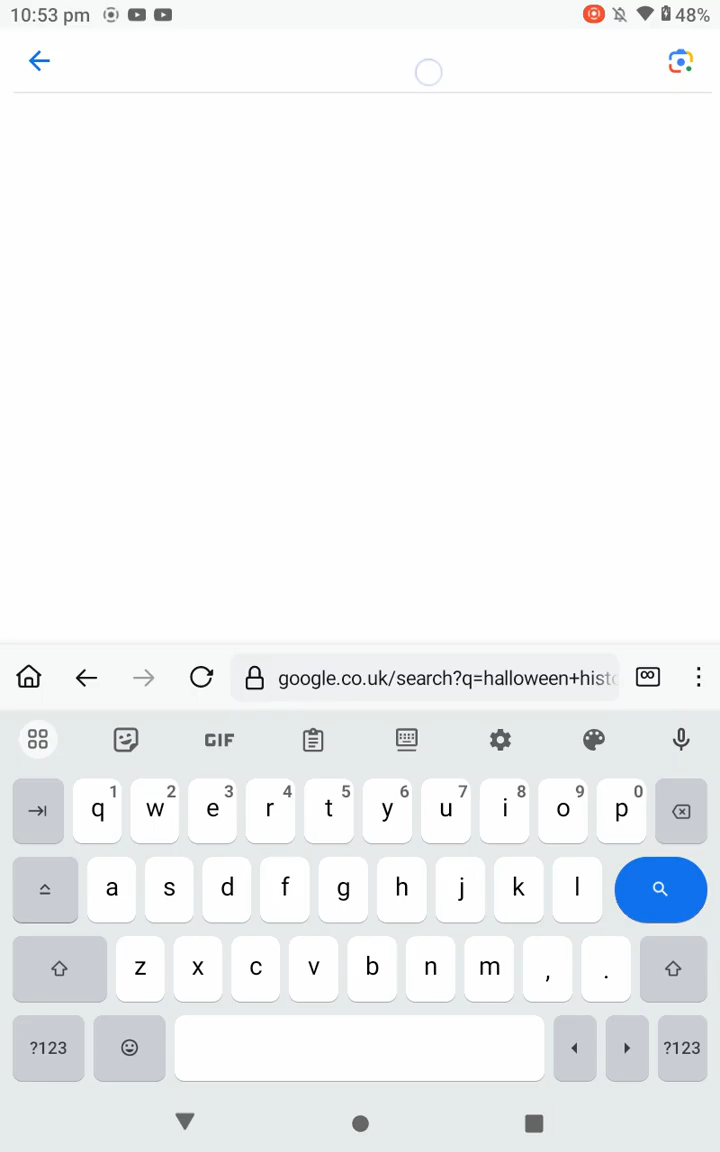 10:53 pm 48%
google.co.uk/search?q=halloween+histo
GIF
1 2 3 4 5 6 7 8 9 0
q w e r t y u i o p
a s d f g h j k l
z x c v b n m , .
?123 ?123